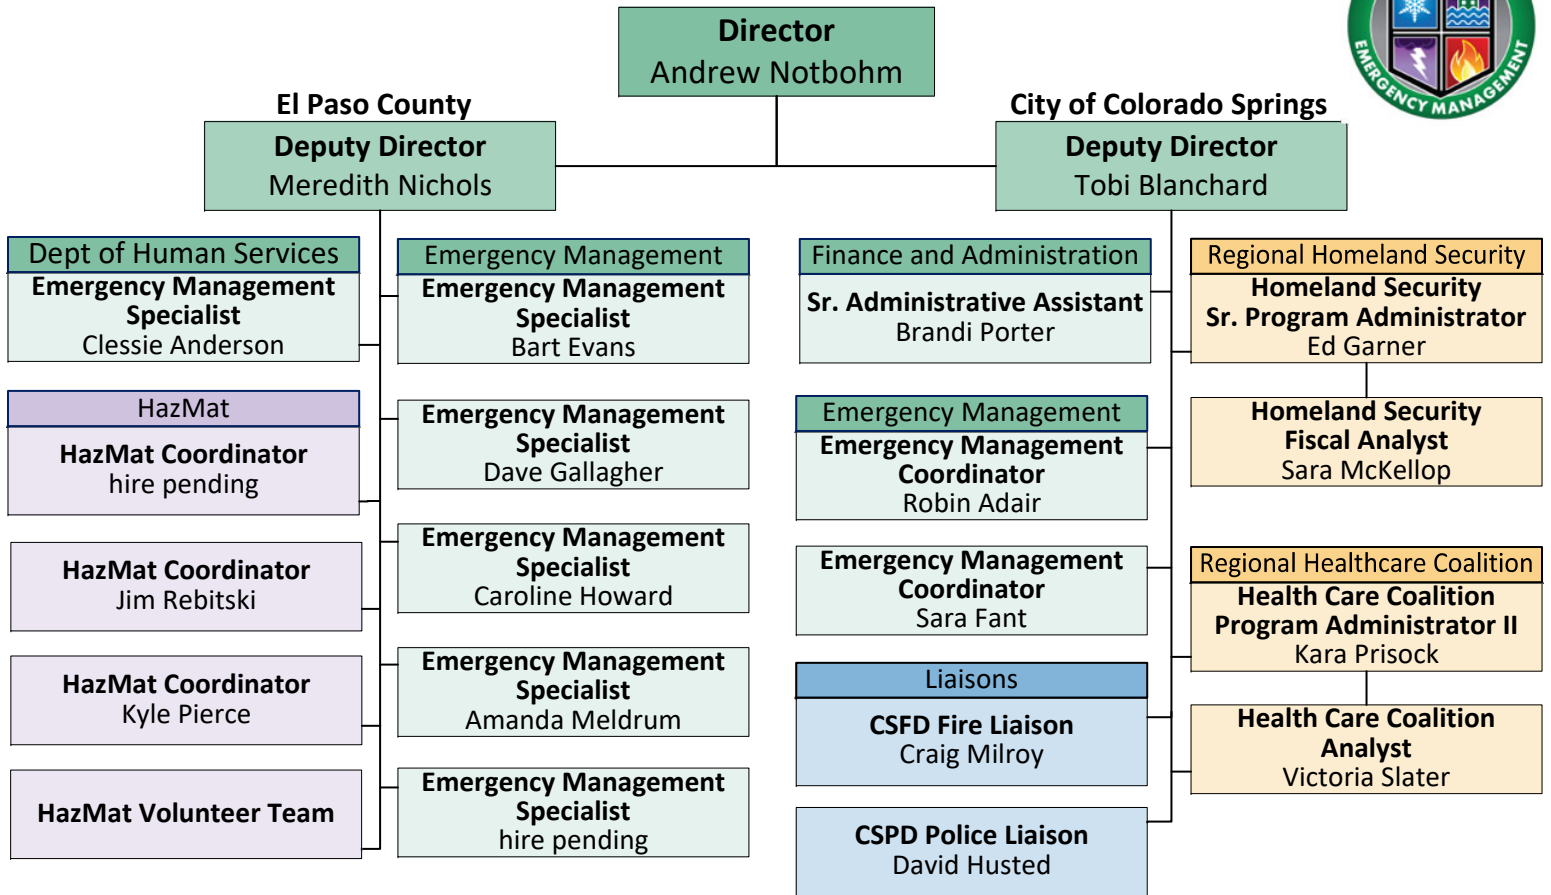 Director
Andrew Notbohm
EMERGENCY MANAGEMENT
El Paso County
Deputy Director
Meredith Nichols
City of Colorado Springs
Deputy Director
Tobi Blanchard
Dept of Human Services
Emergency Management
Specialist
Clessie Anderson
HazMat
HazMat Coordinator
hire pending
HazMat Coordinator
Jim Rebitski
HazMat Coordinator
Kyle Pierce
HazMat Volunteer Team
Emergency Management
Emergency Management
Specialist
Bart Evans
Emergency Management
Specialist
Dave Gallagher
Emergency Management
Specialist
Caroline Howard
Emergency Management
Specialist
Amanda Meldrum
Emergency Management
Specialist
hire pending
Finance and Administration
Sr. Administrative Assistant
Brandi Porter
Emergency Management
Emergency Management
Coordinator
Robin Adair
Emergency Management
Coordinator
Sara Fant
Liaisons
CSFD Fire Liaison
Craig Milroy
CSPD Police Liaison
David Husted
Regional Homeland Security
Homeland Security
Sr. Program Administrator
Ed Garner
Homeland Security
Fiscal Analyst
Sara McKellop
Regional Healthcare Coalition
Health Care Coalition
Program Administrator II
Kara Prisock
Health Care Coalition
Analyst
Victoria Slater